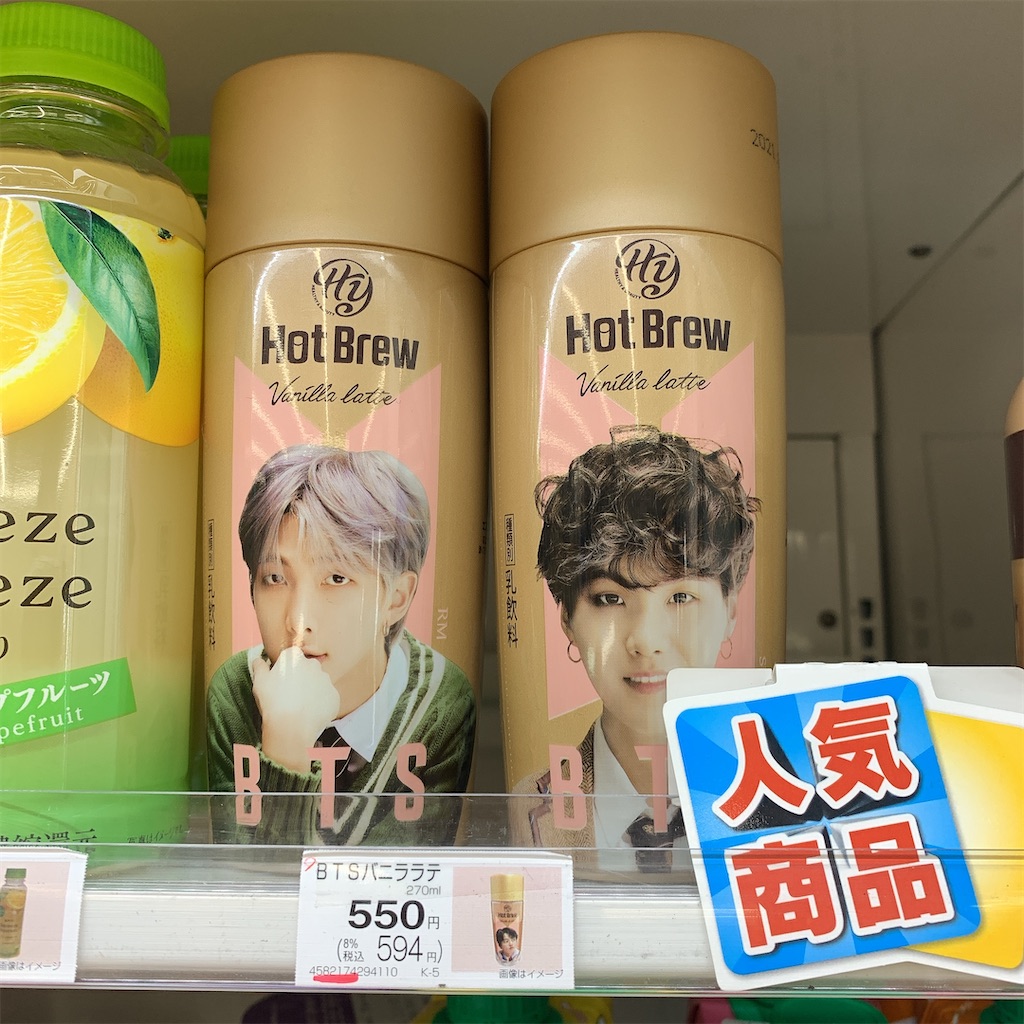 eze
eze
プフルーツ
pefruit
Hy
Hot Brew
Vanilla latte
種類別 乳飲料
RM
BTS
2021
Hy
Hot Brew
Vanilla latte
種類別 乳飲料
S
BT
人気
商品
画像はイメージ
BTSバニララテ
270ml
550円
(8%税込 594円)
4582174294110 K-5
画像はイメージ